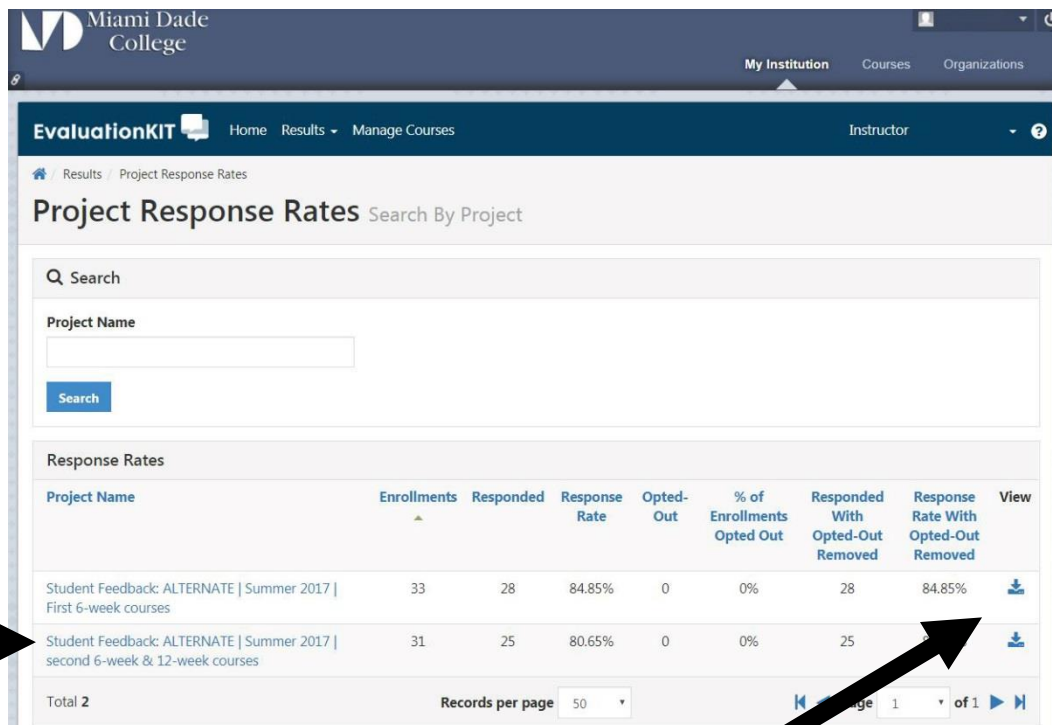 Miami Dade
College
My Institution Courses Organizations
EvaluationKIT Home Results Manage Courses Instructor ?
/ Results / Project Response Rates
Project Response Rates Search By Project
Search
Project Name
Search
Response Rates
Project Name Enrollments Responded Response Rate Opted-Out % of Enrollments Opted Out Responded With Opted-Out Removed Response Rate With Opted-Out Removed View
Student Feedback: ALTERNATE | Summer 2017 | 33 28 84.85% 0 0% 28 84.85%
First 6-week courses
Student Feedback: ALTERNATE | Summer 2017 | 31 25 80.65% 0 0% 25
second 6-week & 12-week courses
Total 2 Records per page 50 1 of 1